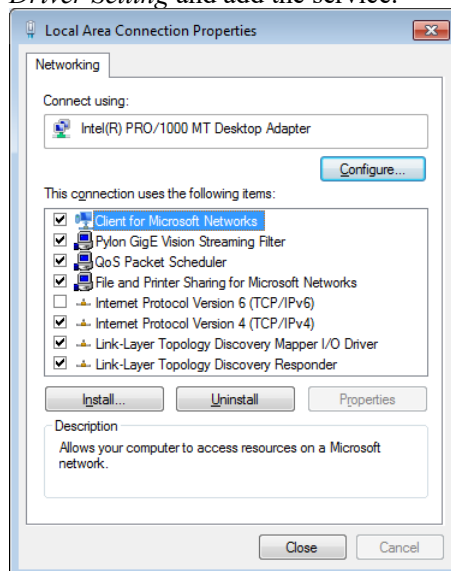 Driver Setting and add the service.
Local Area Connection Properties
Networking
Connect using:
Intel(R) PRO/1000 MT Desktop Adapter
Configure...
This connection uses the following items:
Client for Microsoft Networks
Pylon GigE Vision Streaming Filter
QoS Packet Scheduler
File and Printer Sharing for Microsoft Networks
Internet Protocol Version 6 (TCP/IPv6)
Internet Protocol Version 4 (TCP/IPv4)
Link-Layer Topology Discovery Mapper I/O Driver
Link-Layer Topology Discovery Responder
Install... Uninstall Properties
Description
Allows your computer to access resources on a Microsoft
network.
Close Cancel